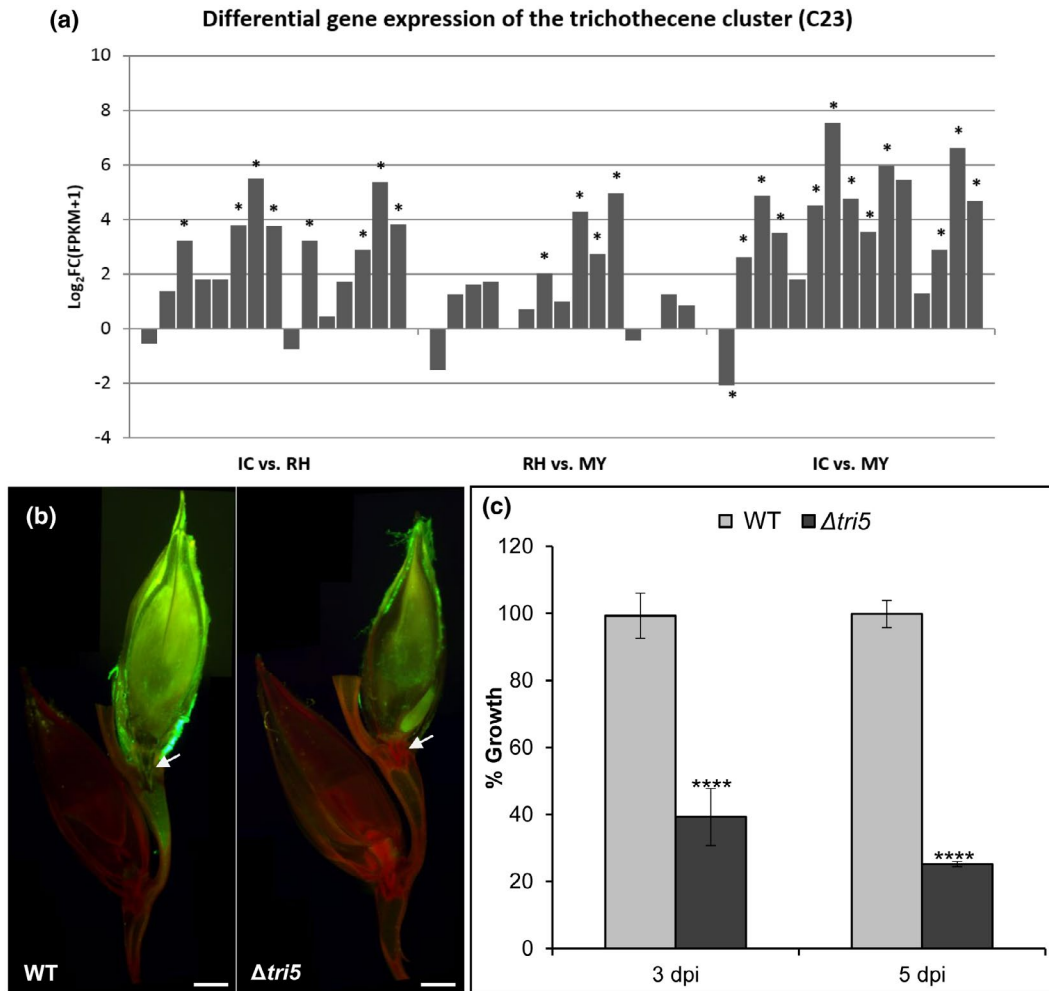 (a) Differential gene expression of the trichothecene cluster (C23)
Log2FC(FPKM+1)
10
8
6
4
2
0
-2
-4
* * * * * * * * *
* * * *
* * * * * * * * * * * *
*
IC vs. RH RH vs. MY IC vs. MY
(b)
WT
Δtri5
(c)
WT Δtri5
% Growth
120
100
80
60
40
20
0
**** ****
3 dpi 5 dpi